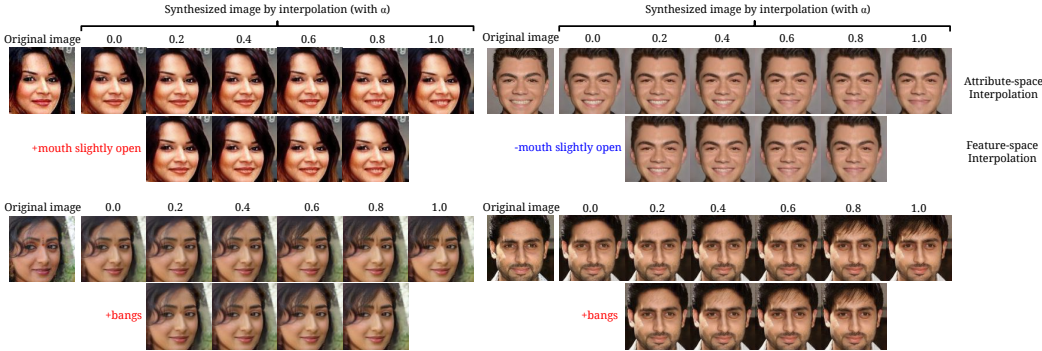 Synthesized image by interpolation (with α)
Synthesized image by interpolation (with α)
Original image 0.0 0.2 0.4 0.6 0.8 1.0
Original image 0.0 0.2 0.4 0.6 0.8 1.0
Attribute-space
Interpolation
+mouth slightly open
-mouth slightly open
Feature-space
Interpolation
Original image 0.0 0.2 0.4 0.6 0.8 1.0
Original image 0.0 0.2 0.4 0.6 0.8 1.0
+bangs
+bangs